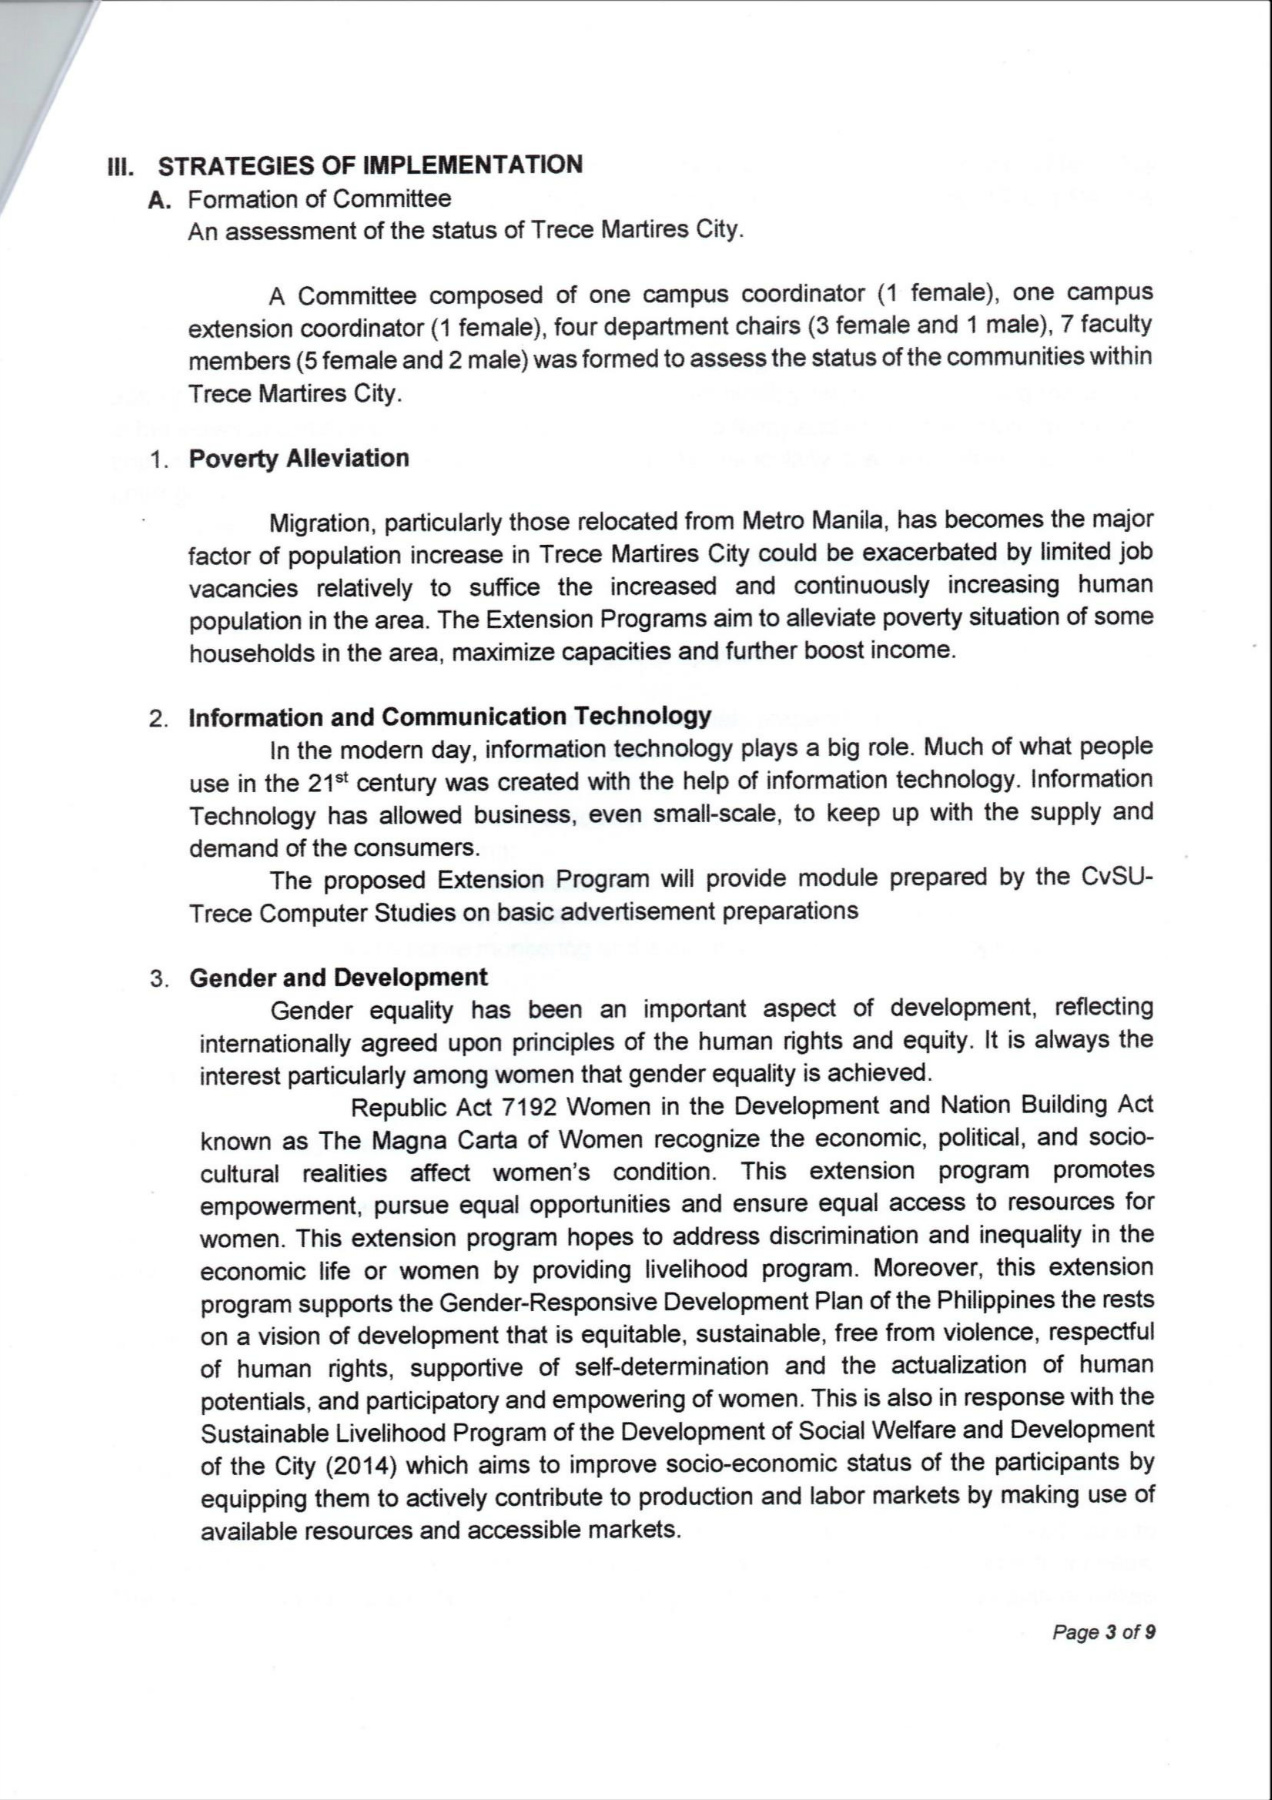 III. STRATEGIES OF IMPLEMENTATION
A. Formation of Committee
An assessment of the status of Trece Martires City.
A Committee composed of one campus coordinator (1 female), one campus
extension coordinator (1 female), four department chairs (3 female and 1 male), 7 faculty
members (5 female and 2 male) was formed to assess the status of the communities within
Trece Martires City.
1. Poverty Alleviation
Migration, particularly those relocated from Metro Manila, has becomes the major
factor of population increase in Trece Martires City could be exacerbated by limited job
vacancies relatively to suffice the increased and continuously increasing human
population in the area. The Extension Programs aim to alleviate poverty situation of some
households in the area, maximize capacities and further boost income.
2. Information and Communication Technology
In the modern day, information technology plays a big role. Much of what people
use in the 21st century was created with the help of information technology. Information
Technology has allowed business, even small-scale, to keep up with the supply and
demand of the consumers.
The proposed Extension Program will provide module prepared by the CvSU-
Trece Computer Studies on basic advertisement preparations
3. Gender and Development
Gender equality has been an important aspect of development, reflecting
internationally agreed upon principles of the human rights and equity. It is always the
interest particularly among women that gender equality is achieved.
Republic Act 7192 Women in the Development and Nation Building Act
known as The Magna Carta of Women recognize the economic, political, and socio-
cultural realities affect women's condition. This extension program promotes
empowerment, pursue equal opportunities and ensure equal access to resources for
women. This extension program hopes to address discrimination and inequality in the
economic life or women by providing livelihood program. Moreover, this extension
program supports the Gender-Responsive Development Plan of the Philippines the rests
on a vision of development that is equitable, sustainable, free from violence, respectful
of human rights, supportive of self-determination and the actualization of human
potentials, and participatory and empowering of women. This is also in response with the
Sustainable Livelihood Program of the Development of Social Welfare and Development
of the City (2014) which aims to improve socio-economic status of the participants by
equipping them to actively contribute to production and labor markets by making use of
available resources and accessible markets.
Page 3 of 9